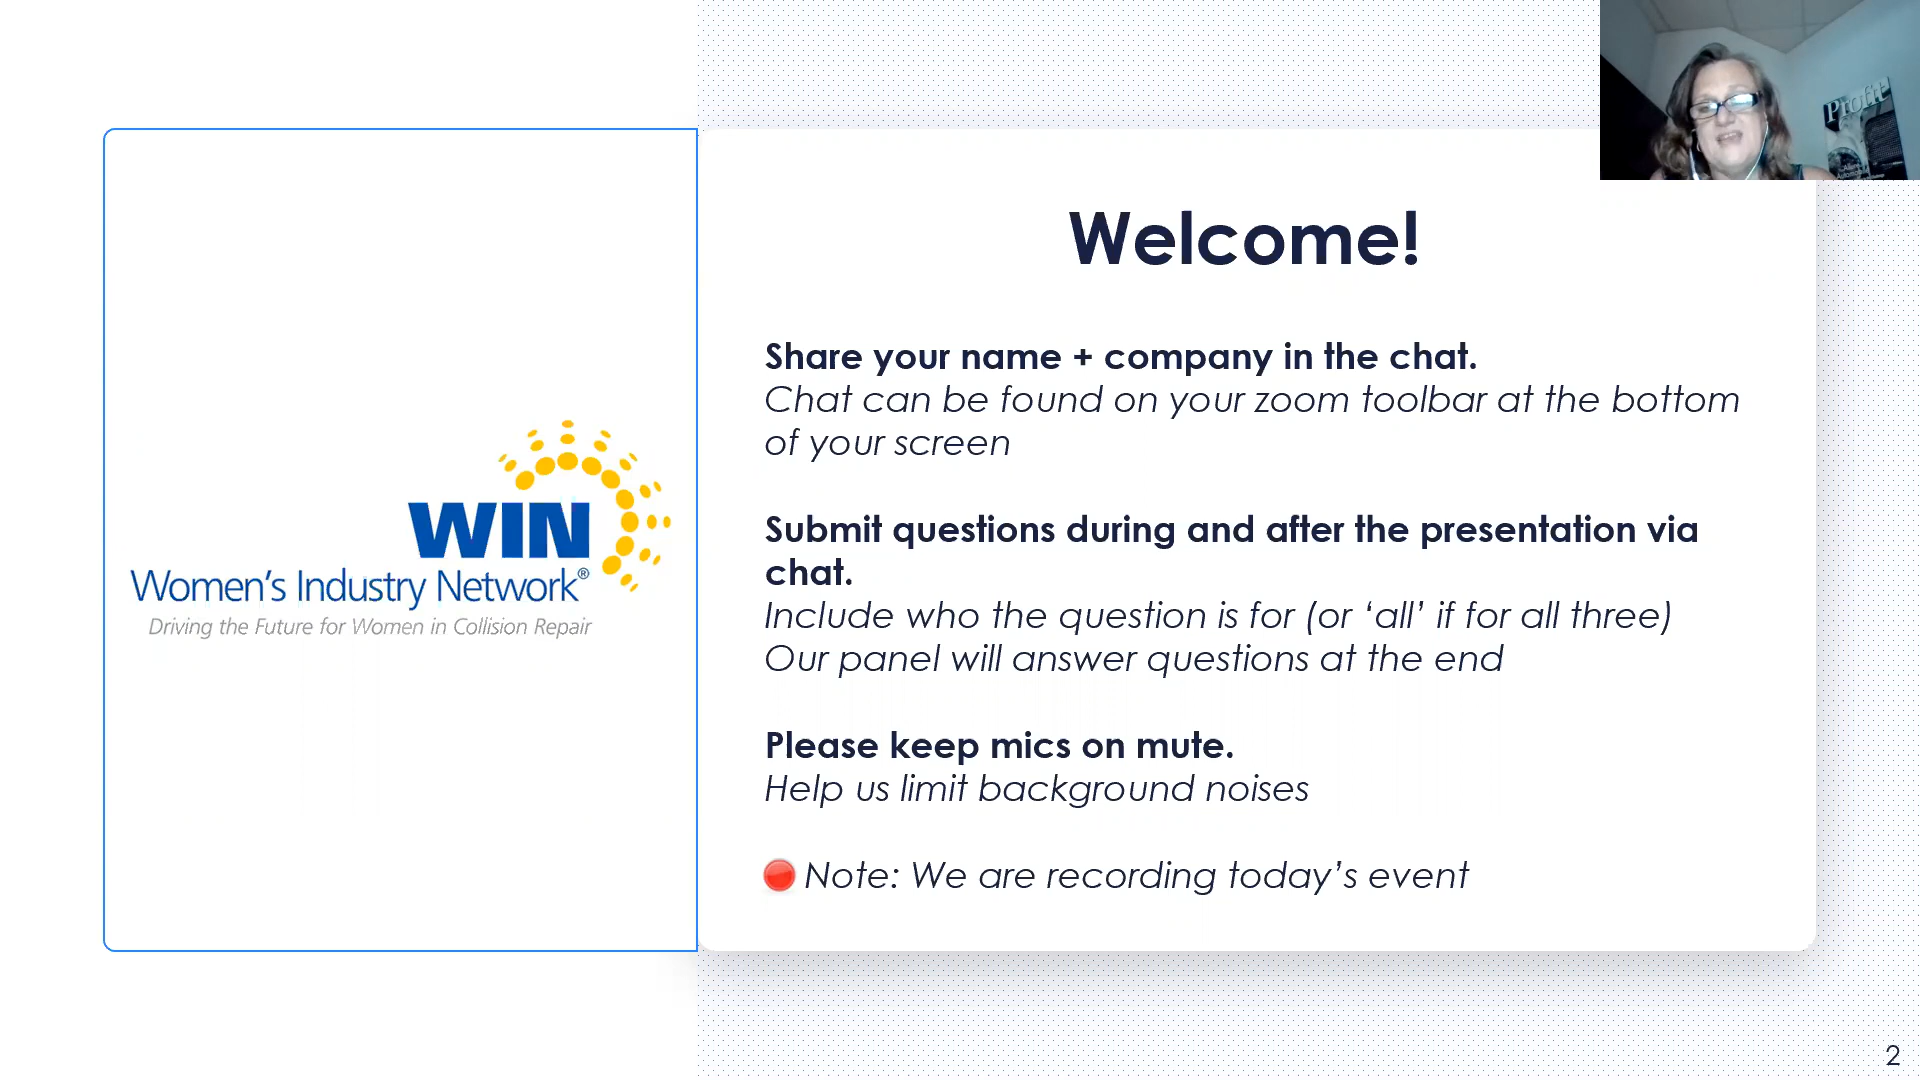 Profit
WIN
Women's Industry Network®
Driving the Future for Women in Collision Repair
Welcome!
Share your name + company in the chat.
Chat can be found on your zoom toolbar at the bottom
of your screen
Submit questions during and after the presentation via
chat.
Include who the question is for (or ‘all’ if for all three)
Our panel will answer questions at the end
Please keep mics on mute.
Help us limit background noises
Note: We are recording today’s event
2